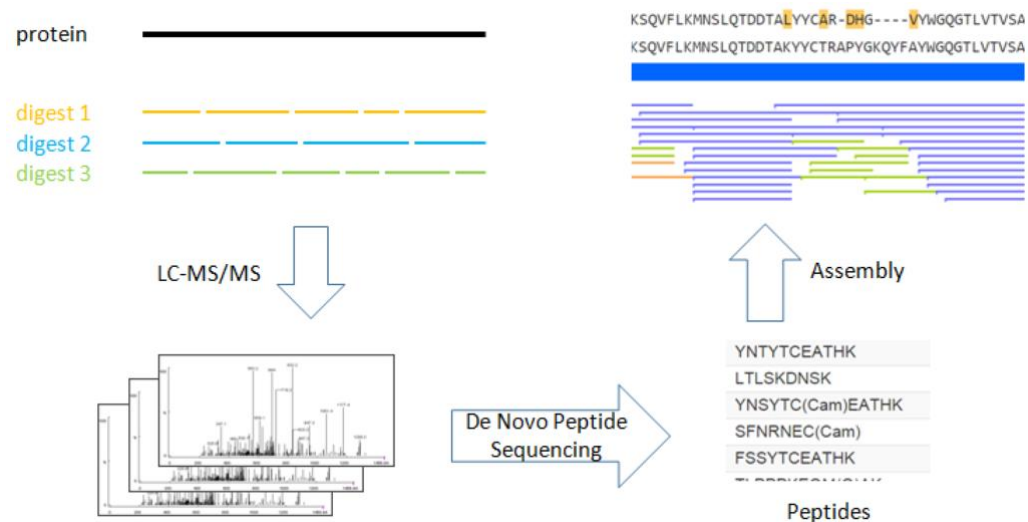 protein
digest 1
digest 2
digest 3
LC-MS/MS
De Novo Peptide
Sequencing
YNTYTCEATHK
LTLSKDNSK
YNSYTC(Cam)EATHK
SFNRNEC(Cam)
FSSYTCEATHK
Peptides
Assembly
KSQVFLKMNSLQTDDTALYYCAR-DHG----VYWGQGTLVTVSA
KSQVFLKMNSLQTDDTAKYYCTRAPYGKQYFAYWGQGTLVTVSA